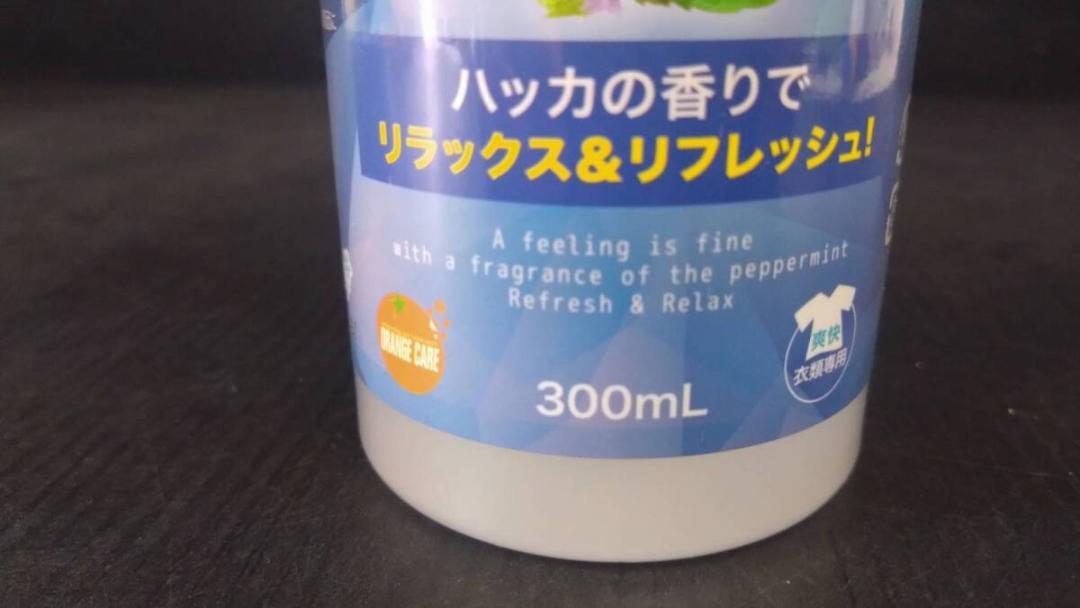 ハッカの香りで
リラックス&リフレッシュ!
A feeling is fine
with a fragrance of the peppermint
Refresh & Relax
ORANGE CARE
爽快
衣類専用
300mL